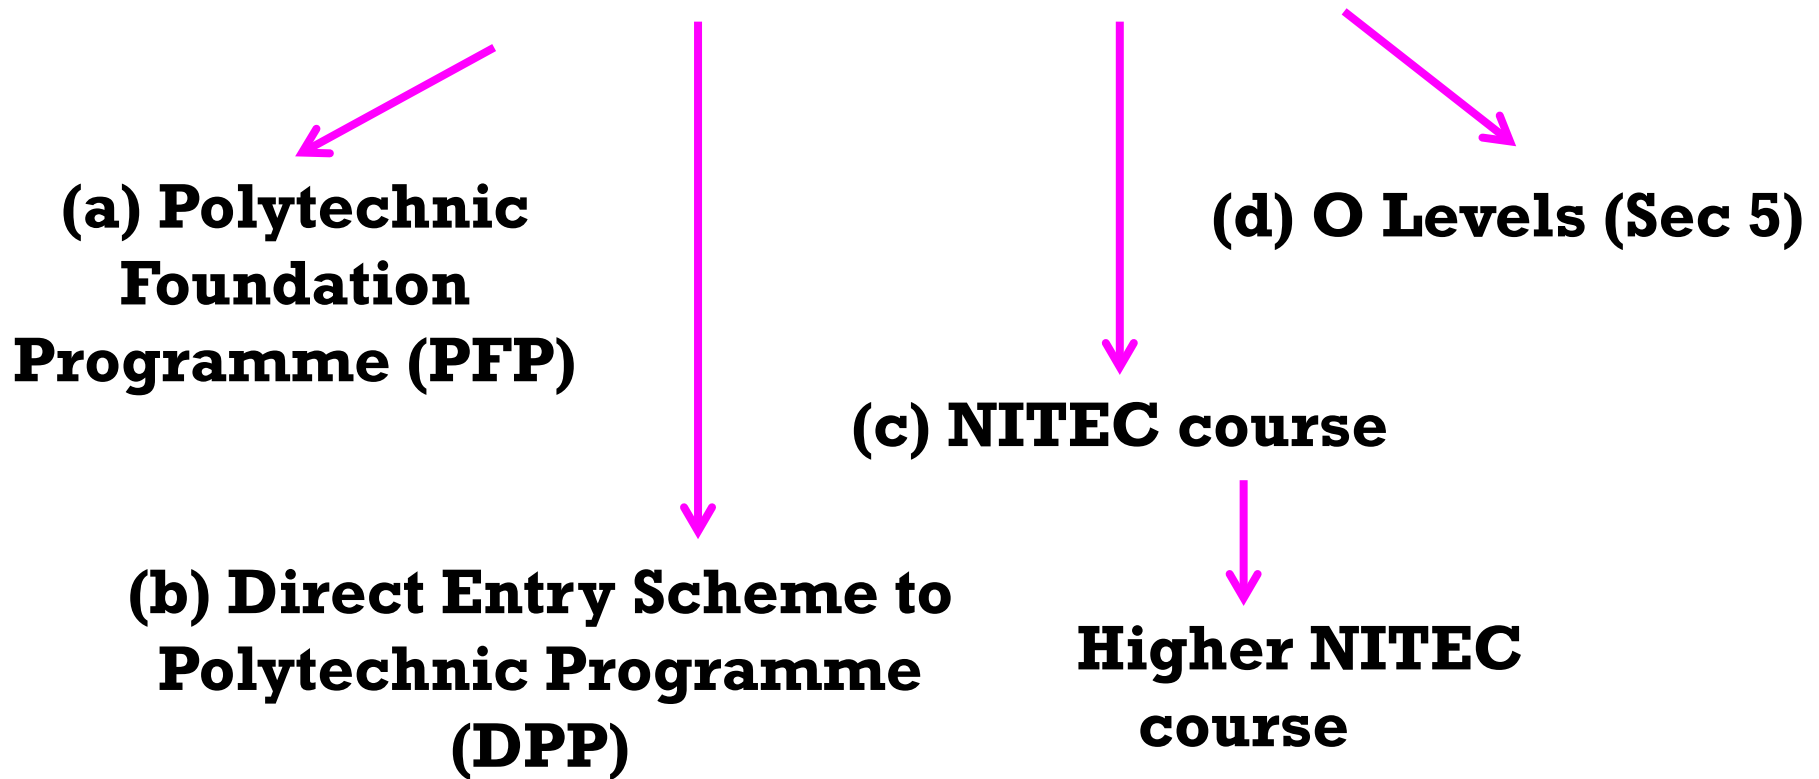 (a) Polytechnic
Foundation
Programme (PFP)
(b) Direct Entry Scheme to
Polytechnic Programme
(DPP)
(c) NITEC course
Higher NITEC
course
(d) O Levels (Sec 5)